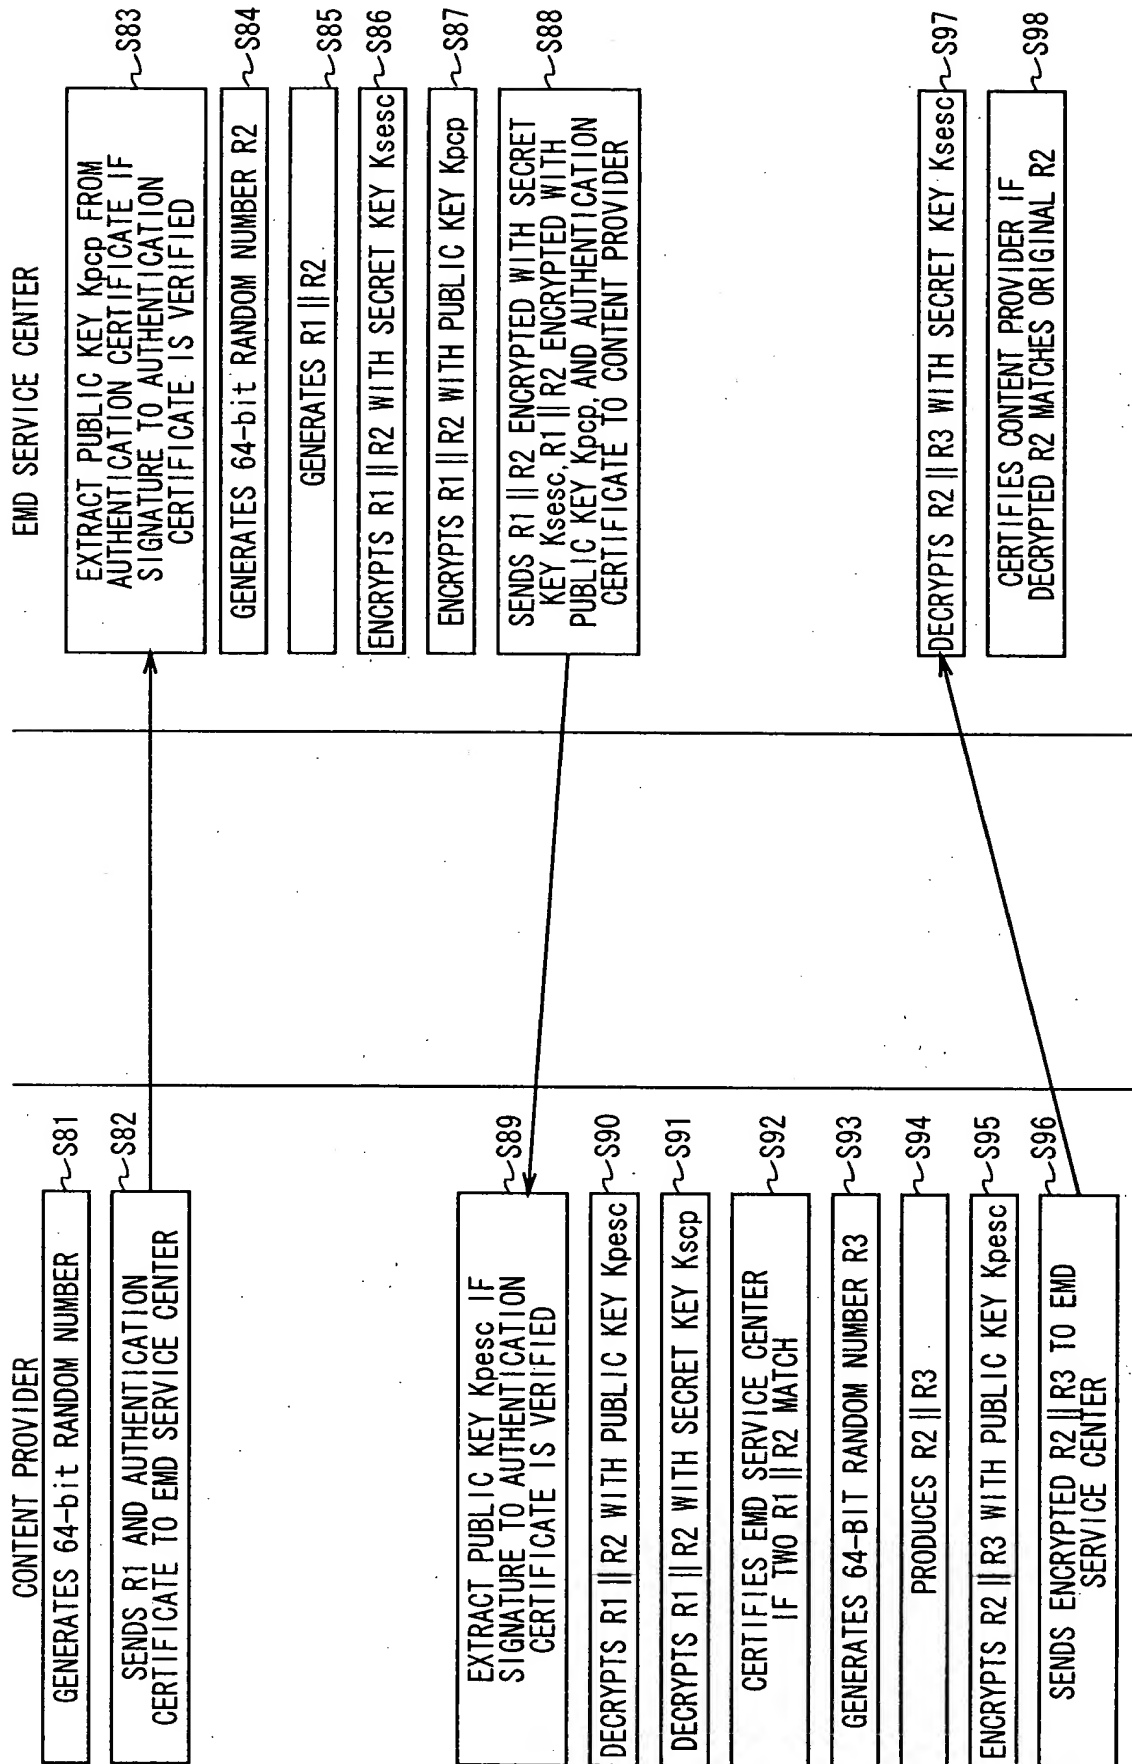 CONTENT PROVIDER
GENERATES 64-bit RANDOM NUMBER
S81
SENDS R1 AND AUTHENTICATION
CERTIFICATE TO EMD SERVICE CENTER
S82
EMD SERVICE CENTER
EXTRACT PUBLIC KEY Kpcp FROM
AUTHENTICATION CERTIFICATE IF
SIGNATURE TO AUTHENTICATION
CERTIFICATE IS VERIFIED
S83
GENERATES 64-bit RANDOM NUMBER R2
S84
GENERATES R1 || R2
S85
ENCRYPTS R1 || R2 WITH SECRET KEY Ksesc
S86
ENCRYPTS R1 || R2 WITH PUBLIC KEY Kpcp
S87
SENDS R1 || R2 ENCRYPTED WITH SECRET
KEY Ksesc, R1 || R2 ENCRYPTED WITH
PUBLIC KEY Kpcp, AND AUTHENTICATION
CERTIFICATE TO CONTENT PROVIDER
S88
EXTRACT PUBLIC KEY Kpesc IF
SIGNATURE TO AUTHENTICATION
CERTIFICATE IS VERIFIED
S89
DECRYPTS R1 || R2 WITH PUBLIC KEY Kpesc
S90
DECRYPTS R1 || R2 WITH SECRET KEY Kscp
S91
CERTIFIES EMD SERVICE CENTER
IF TWO R1 || R2 MATCH
S92
GENERATES 64-BIT RANDOM NUMBER R3
S93
PRODUCES R2 || R3
S94
ENCRYPTS R2 || R3 WITH PUBLIC KEY Kpesc
S95
SENDS ENCRYPTED R2 || R3 TO EMD
SERVICE CENTER
S96
DECRYPTS R2 || R3 WITH SECRET KEY Ksesc
S97
CERTIFIES CONTENT PROVIDER IF
DECRYPTED R2 MATCHES ORIGINAL R2
S98